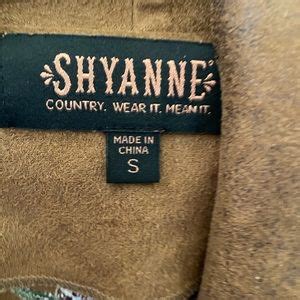 SHYANNE®
COUNTRY. WEAR IT. MEAN IT.
MADE IN
CHINA
S